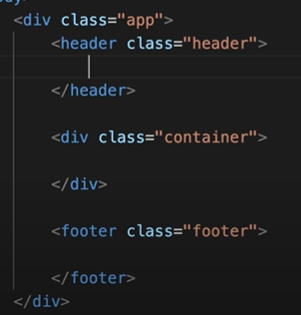 <div class="app">
<header class="header">
</header>
<div class="container">
</div>
<footer class="footer">
</footer>
</div>